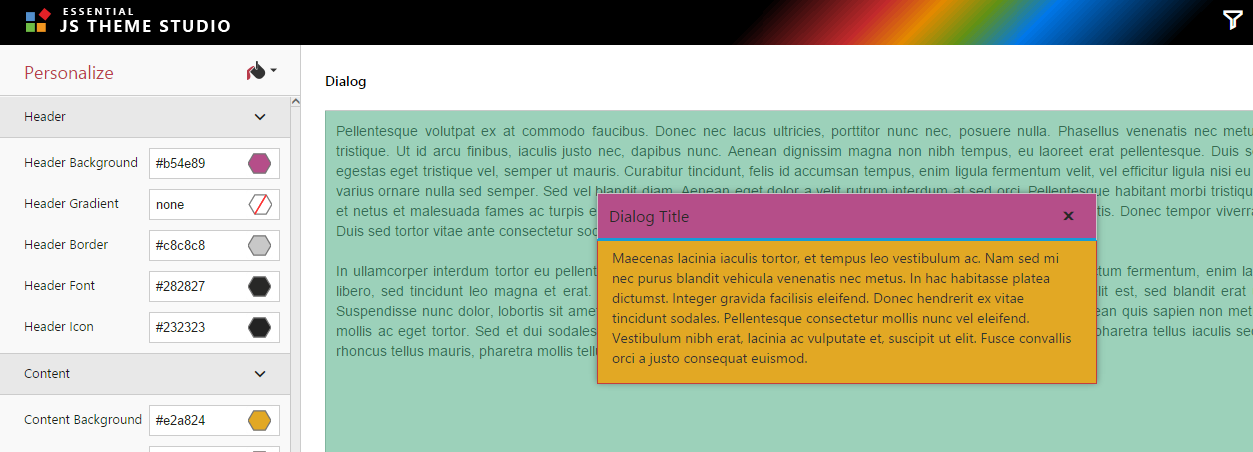 ESSENTIAL
JS THEME STUDIO
Personalize
Header
Header Background #b54e89
Header Gradient none
Header Border #c8c8c8
Header Font #282827
Header Icon #232323
Content
Content Background #e2a824
Dialog
Pellentesque volutpat ex at commodo faucibus. Donec nec lacus ultricies, porttitor nunc nec, posuere nulla. Phasellus venenatis nec metu
tristique. Ut id arcu finibus, iaculis justo nec, dapibus nunc. Aenean dignissim magna non nibh tempus, eu laoreet erat pellentesque. Duis s
egestas eget tristique vel, semper ut mauris. Curabitur tincidunt, felis id accumsan tempus, enim ligula fermentum velit, vel efficitur ligula nisi eu
varius ornare nulla sed semper. Sed vel blandit diam. Aenean eget dolor a velit rutrum interdum at sed orci. Pellentesque habitant morbi tristiqu
et netus et malesuada fames ac turpis e tis. Donec tempor viverr
Duis sed tortor vitae ante consectetur soc
In ullamcorper interdum tortor eu pellent ctum fermentum, enim la
libero, sed tincidunt leo magna et erat. elit est, sed blandit erat
Suspendisse nunc dolor, lobortis sit ame ean quis sapien non met
mollis ac eget tortor. Sed et dui sodales pharetra tellus iaculis sec
rhoncus tellus mauris, pharetra mollis tell
Dialog Title
Maecenas lacinia iaculis tortor, et tempus leo vestibulum ac. Nam sed mi
nec purus blandit vehicula venenatis nec metus. In hac habitasse platea
dictumst. Integer gravida facilisis eleifend. Donec hendrerit ex vitae
tincidunt sodales. Pellentesque consectetur mollis nunc vel eleifend.
Vestibulum nibh erat, lacinia ac vulputate et, suscipit ut elit. Fusce convallis
orci a justo consequat euismod.